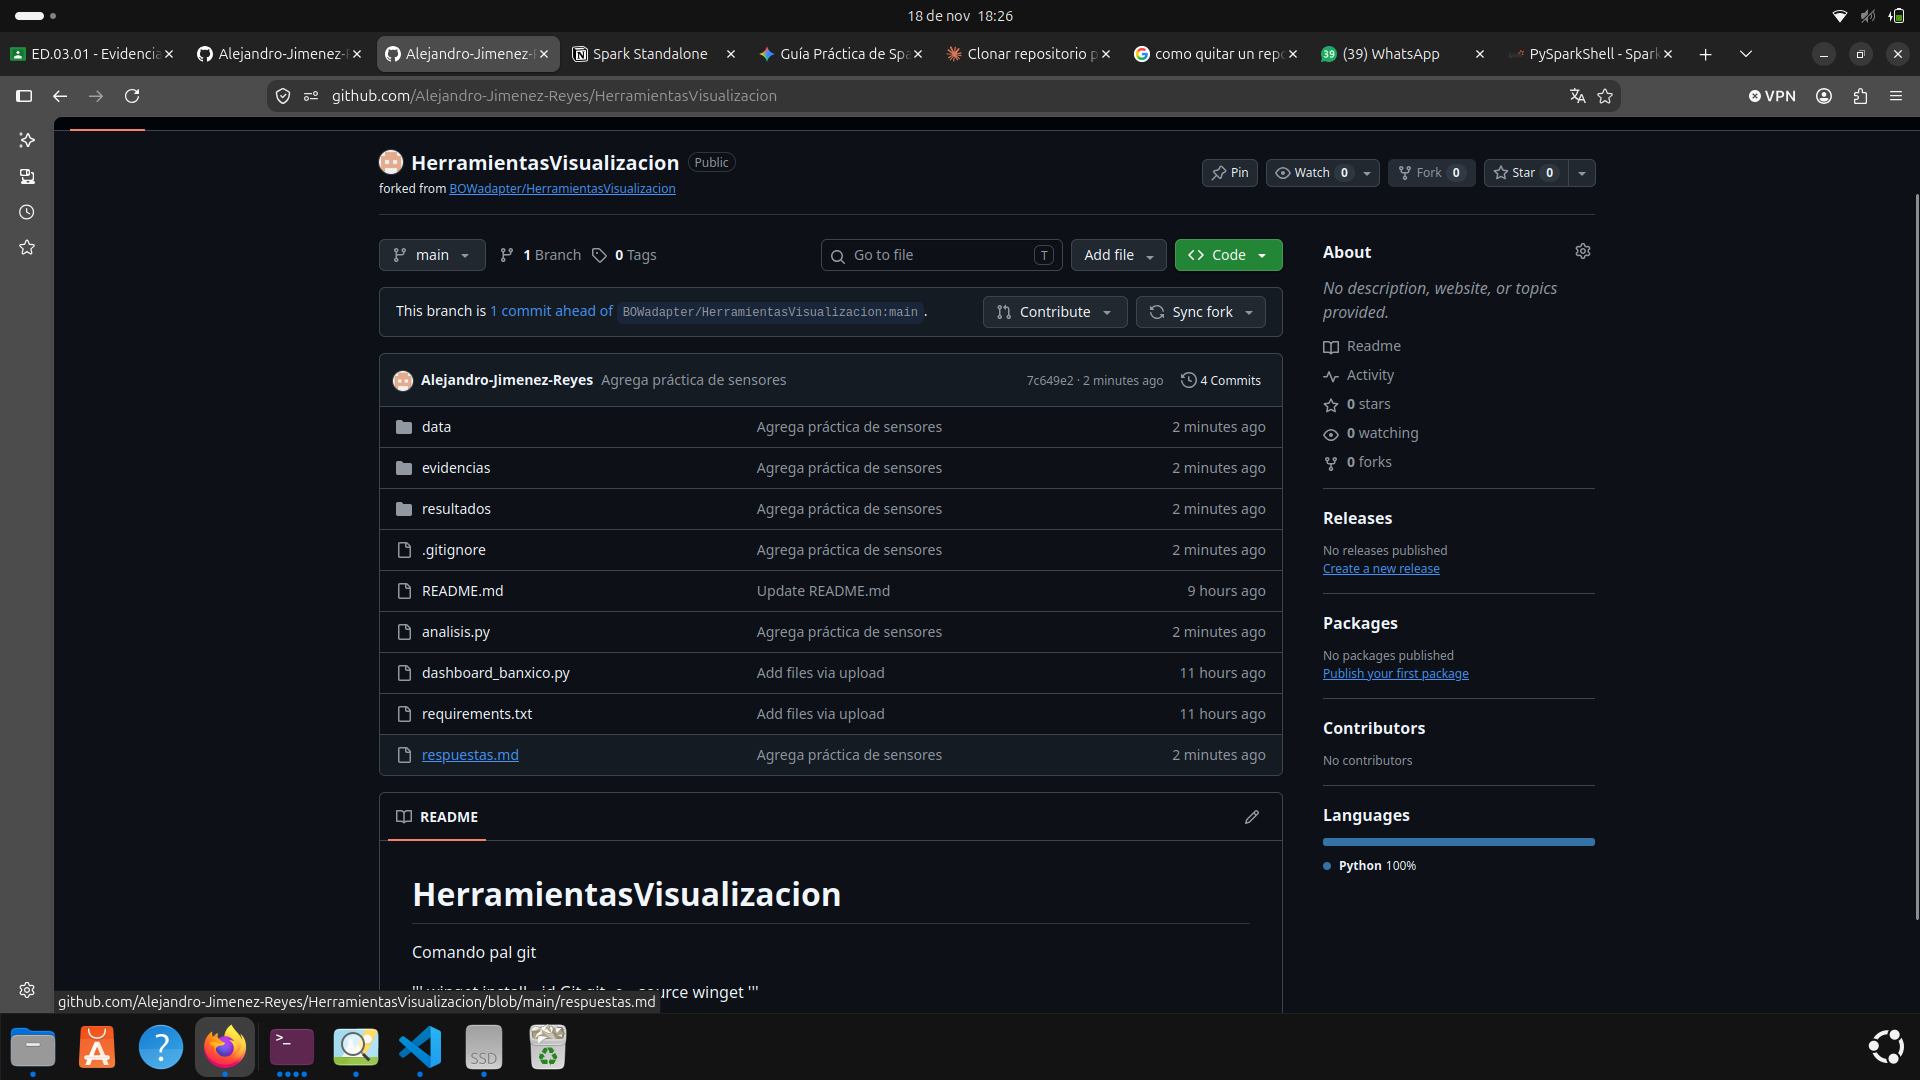 18 de nov 18:26
ED.03.01 - Evidencia
Alejandro-Jimenez-R
Alejandro-Jimenez-R
Spark Standalone
Guía Práctica de Spa
Clonar repositorio p
como quitar un repo
(39) WhatsApp
PySparkShell - Spark
github.com/Alejandro-Jimenez-Reyes/HerramientasVisualizacion
VPN
HerramientasVisualizacion Public
forked from BOWadapter/HerramientasVisualizacion
Pin
Watch 0
Fork 0
Star 0
main
1 Branch
0 Tags
Go to file T
Add file
Code
This branch is 1 commit ahead of BOWadapter/HerramientasVisualizacion:main .
Contribute
Sync fork
Alejandro-Jimenez-Reyes Agrega práctica de sensores 7c649e2 · 2 minutes ago 4 Commits
data Agrega práctica de sensores 2 minutes ago
evidencias Agrega práctica de sensores 2 minutes ago
resultados Agrega práctica de sensores 2 minutes ago
.gitignore Agrega práctica de sensores 2 minutes ago
README.md Update README.md 9 hours ago
analisis.py Agrega práctica de sensores 2 minutes ago
dashboard_banxico.py Add files via upload 11 hours ago
requirements.txt Add files via upload 11 hours ago
respuestas.md Agrega práctica de sensores 2 minutes ago
README
HerramientasVisualizacion
Comando pal git
winget install --id Git.Git -e --source winget '''
About
No description, website, or topics
provided.
Readme
Activity
0 stars
0 watching
0 forks
Releases
No releases published
Create a new release
Packages
No packages published
Publish your first package
Contributors
No contributors
Languages
Python 100%
github.com/Alejandro-Jimenez-Reyes/HerramientasVisualizacion/blob/main/respuestas.md
SSD